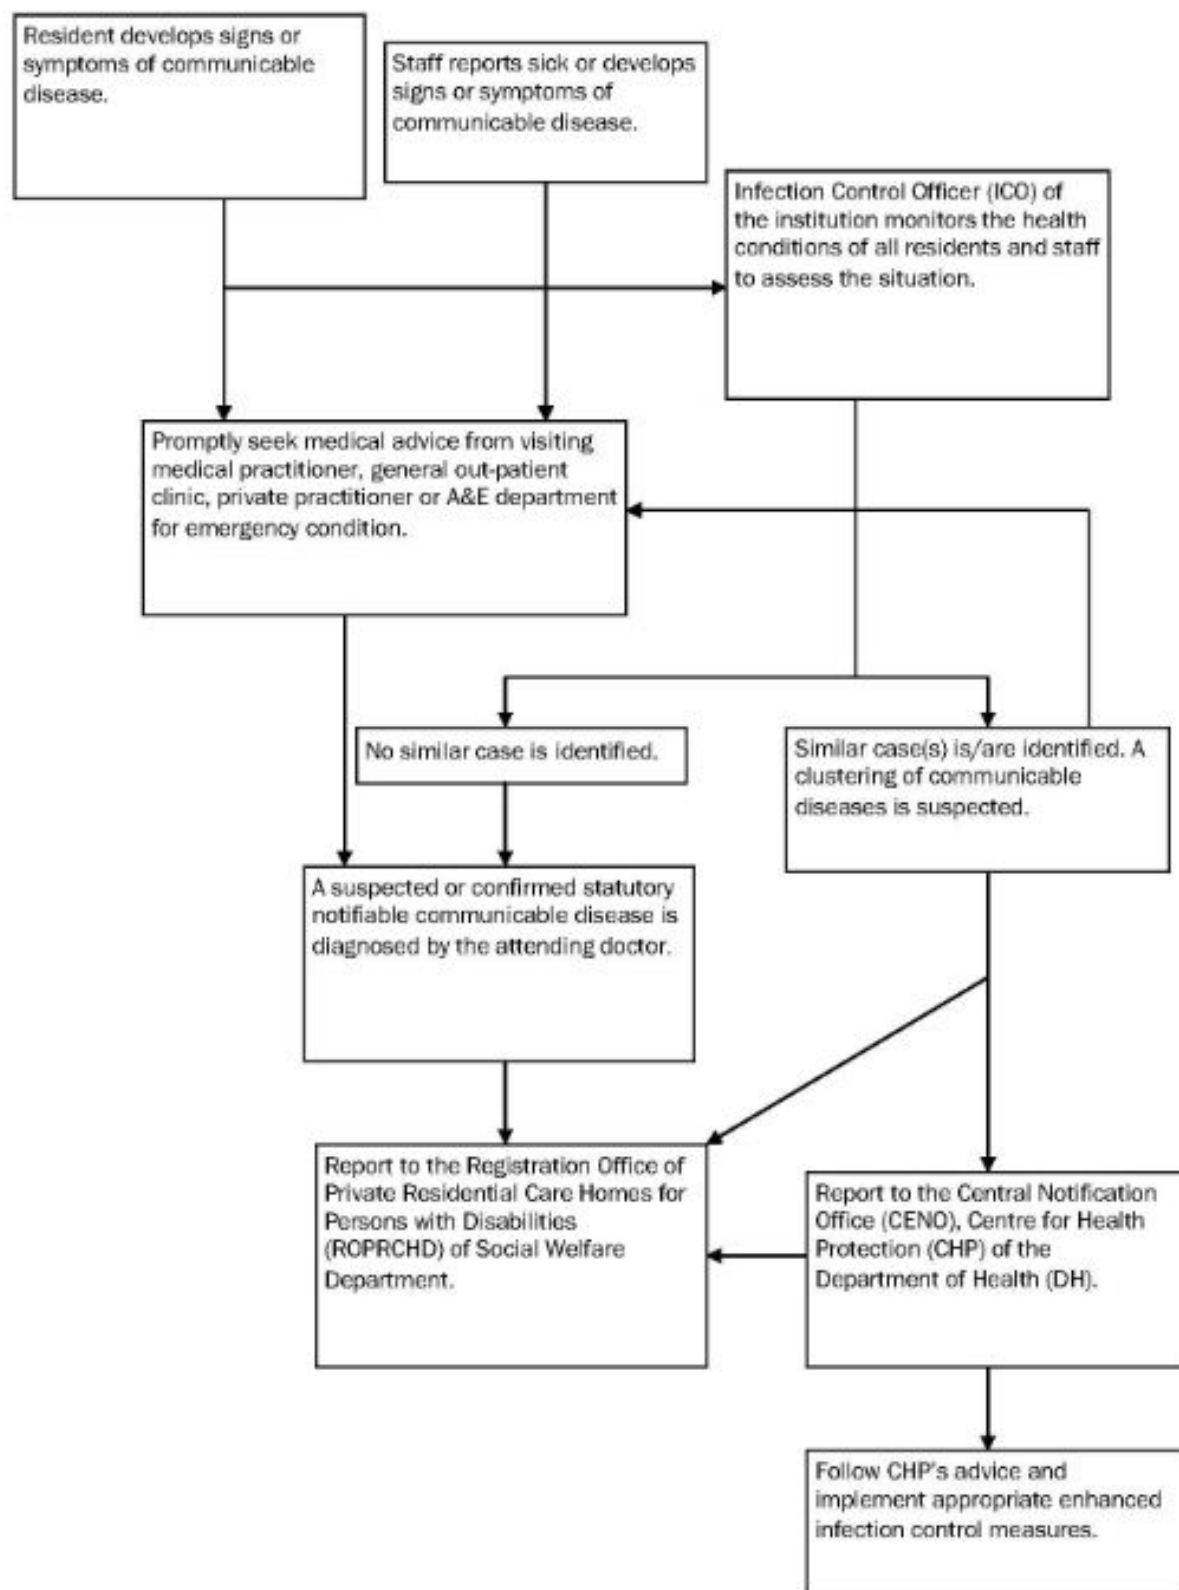 Resident develops signs or
symptoms of communicable
disease.
Staff reports sick or develops
signs or symptoms of
communicable disease.
Infection Control Officer (ICO) of
the institution monitors the health
conditions of all residents and staff
to assess the situation.
Promptly seek medical advice from visiting
medical practitioner, general out-patient
clinic, private practitioner or A&E department
for emergency condition.
No similar case is identified.
Similar case(s) is/are identified. A
clustering of communicable
diseases is suspected.
A suspected or confirmed statutory
notifiable communicable disease is
diagnosed by the attending doctor.
Report to the Registration Office of
Private Residential Care Homes for
Persons with Disabilities
(ROPRCHD) of Social Welfare
Department.
Report to the Central Notification
Office (CENO), Centre for Health
Protection (CHP) of the
Department of Health (DH).
Follow CHP's advice and
implement appropriate enhanced
infection control measures.